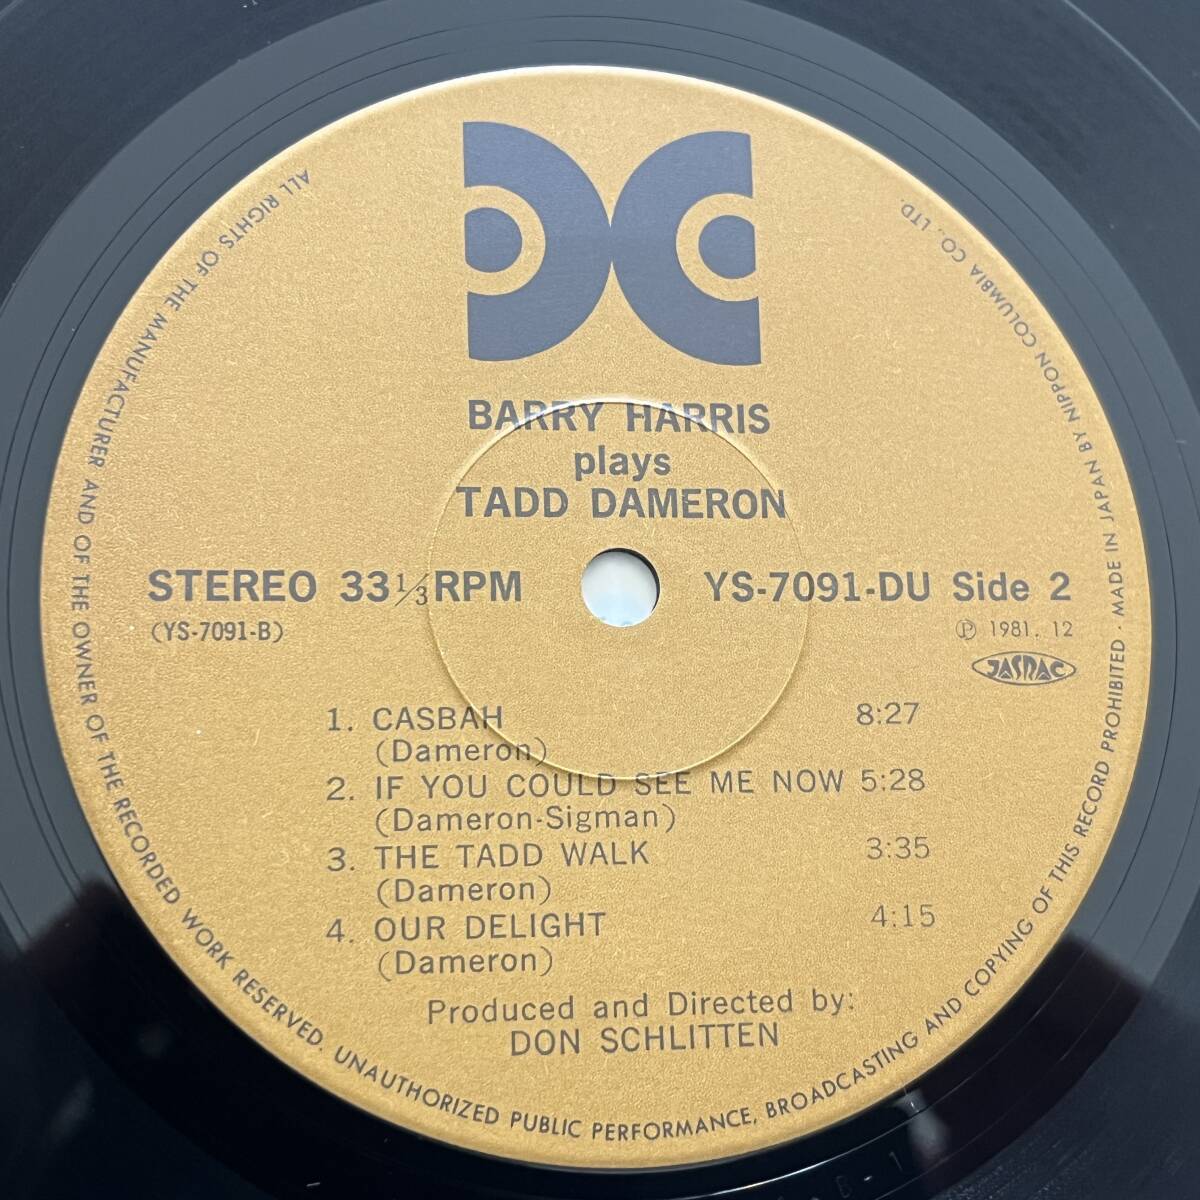 BARRY HARRIS
plays
TADD DAMERON
STEREO 33 1/3 RPM
(YS-7091-B)
YS-7091-DU Side 2
Ⓟ 1981. 12
JASRAC
1. CASBAH 8:27
(Dameron)
2. IF YOU COULD SEE ME NOW 5:28
(Dameron-Sigman)
3. THE TADD WALK 3:35
(Dameron)
4. OUR DELIGHT 4:15
(Dameron)
Produced and Directed by:
DON SCHLITTEN
ALL RIGHTS OF THE MANUFACTURER AND OF THE OWNER OF THE RECORDED WORK RESERVED. UNAUTHORIZED PUBLIC PERFORMANCE, BROADCASTING AND COPYING OF THIS RECORD PROHIBITED · MADE IN JAPAN BY NIPPON COLUMBIA CO., LTD.